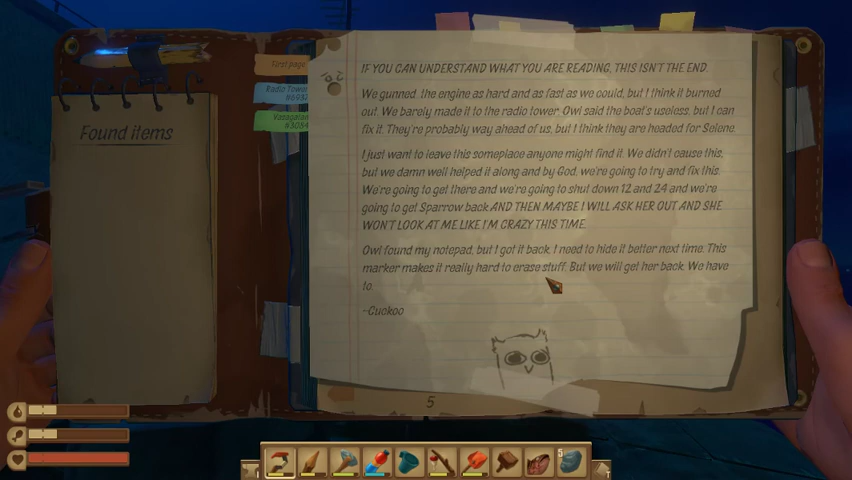 First page
Radio Tower
Vasagatan
Found items
IF YOU CAN UNDERSTAND WHAT YOU ARE READING, THIS ISN'T THE END.
We gunned the engine as hard and as fast as we could, but I think it burned
out. We barely made it to the radio tower. Owl said the boat's useless, but I can
fix it. They're probably way ahead of us, but I think they are headed for Selene.
I just want to leave this someplace anyone might find it. We didn't cause this,
but we damn well helped it along and by God, we're going to try and fix this.
We're going to get there and we're going to shut down 12 and 24 and we're
going to get Sparrow back AND THEN MAYBE I WILL ASK HER OUT AND SHE
WON'T LOOK AT ME LIKE I'M CRAZY THIS TIME.
Owl found my notepad, but I got it back. I need to hide it better next time. This
marker makes it really hard to erase stuff. But we will get her back. We have
to.
-Cuckoo
5
5